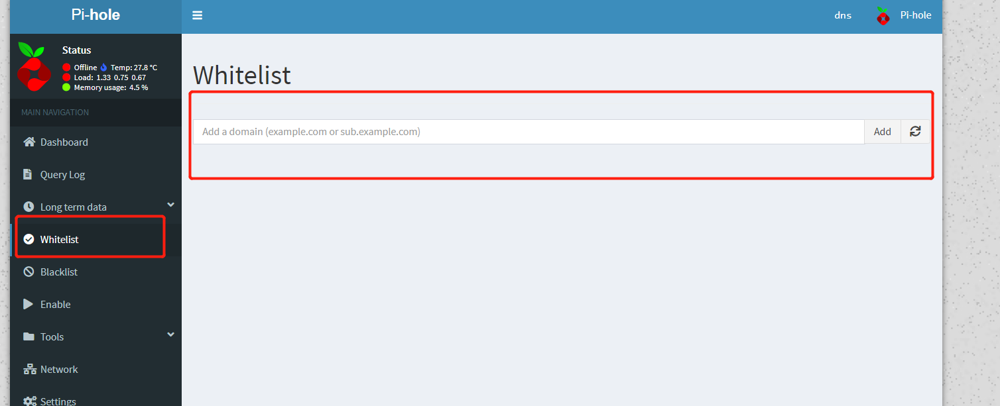 Pi-hole
dns
Pi-hole
Status
Offline Temp: 27.8 °C
Load: 1.33 0.75 0.67
Memory usage: 4.5 %
MAIN NAVIGATION
Dashboard
Query Log
Long term data
Whitelist
Blacklist
Enable
Tools
Network
Settings
Whitelist
Add a domain (example.com or sub.example.com)
Add